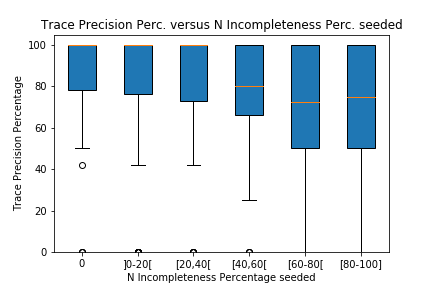 Trace Precision Perc. versus N Incompleteness Perc. seeded
100
80
60
40
20
0
Trace Precision Percentage
0 ]0-20[ [20,40[ [40,60[ [60-80[ [80-100]
N Incompleteness Percentage seeded